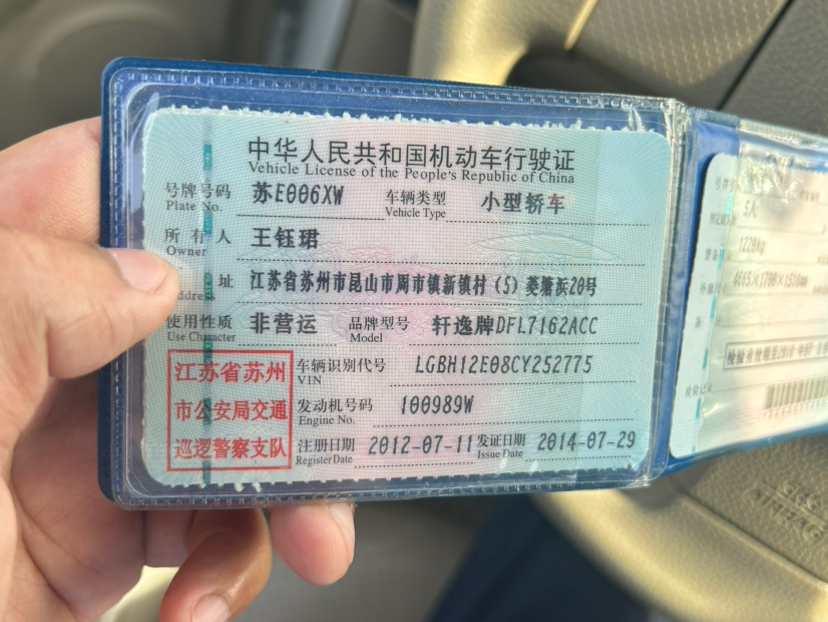 中华人民共和国机动车行驶证
Vehicle License of the People's Republic of China
号牌号码 苏E006XW 车辆类型 小型轿车
Plate No. Vehicle Type
所有人 王钰珺
Owner
址 江苏省苏州市昆山市周市镇新镇村(5)葵廉浜20号
使用性质 非营运 品牌型号 轩逸牌DFL7162ACC
Use Character Model
江苏省苏州
市公安局交通
巡逻警察支队
车辆识别代号 LGBH12E08CY252775
VIN
发动机号码 100989W
Engine No.
注册日期 2012-07-11 发证日期 2014-07-29
Register Date Issue Date
5人
1220kg
4665×1700×1510mm
AIRBAG